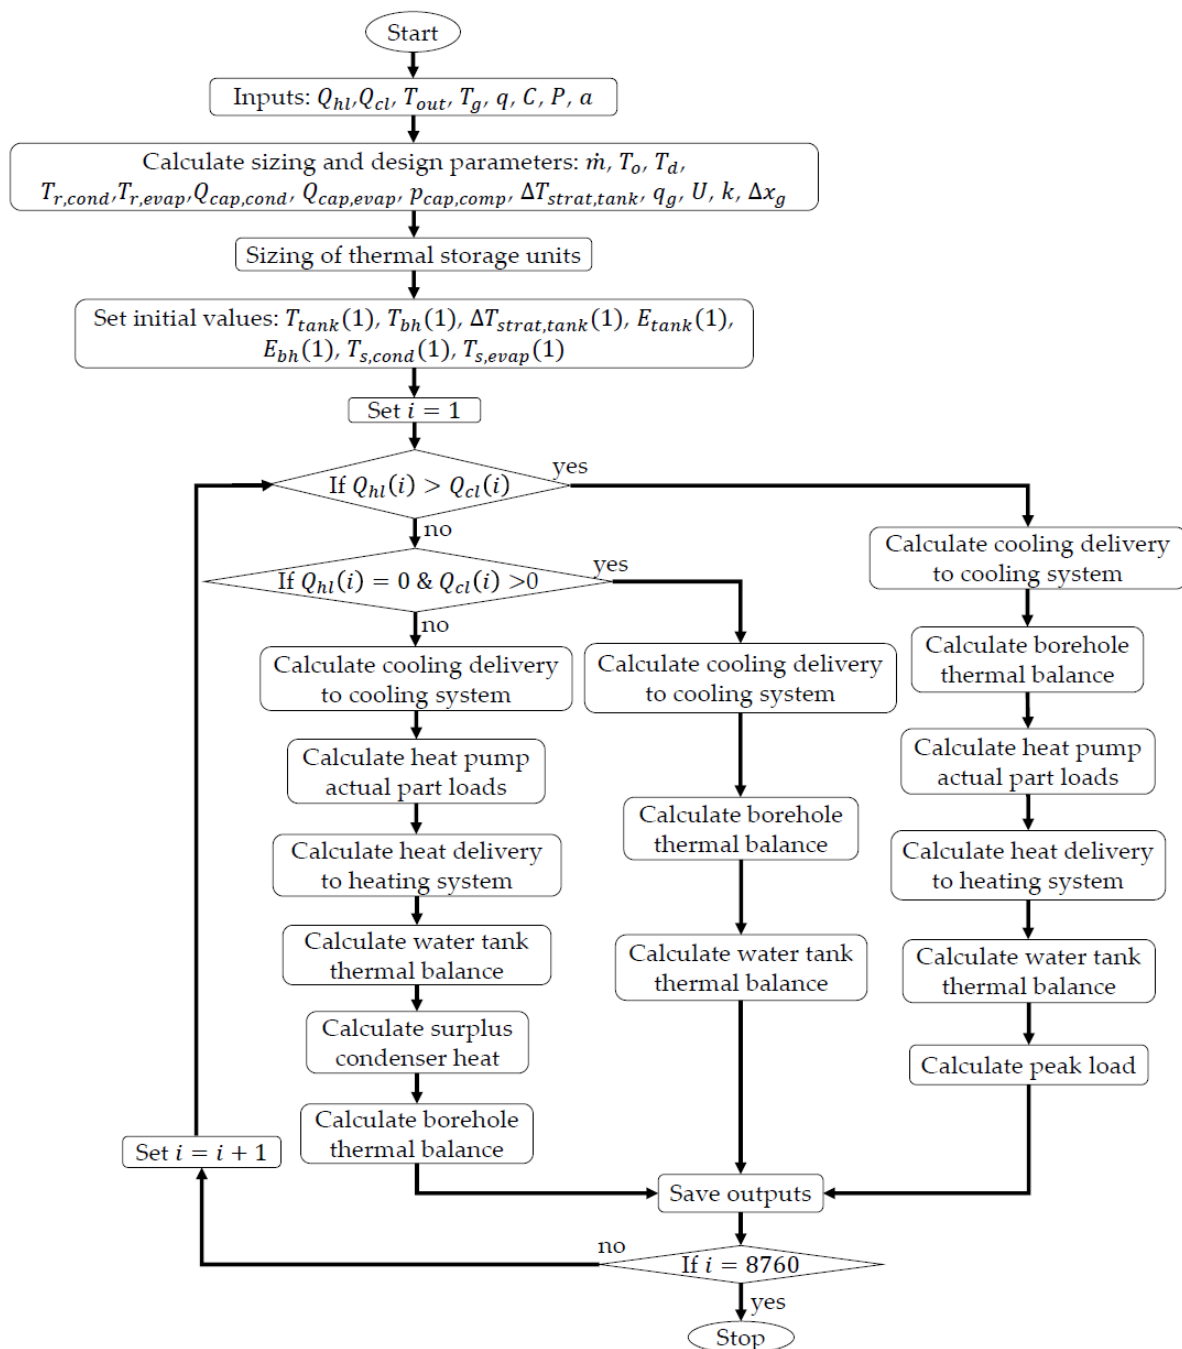 Start
Inputs: Q_hl, Q_cl, T_out, T_g, q, C, P, a
Calculate sizing and design parameters: ṁ, T_o, T_d,
T_r,cond, T_r,evap, Q_cap,cond, Q_cap,evap, p_cap,comp, ΔT_strat,tank, q_g, U, k, Δx_g
Sizing of thermal storage units
Set initial values: T_tank(1), T_bh(1), ΔT_strat,tank(1), E_tank(1),
E_bh(1), T_s,cond(1), T_s,evap(1)
Set i = 1
If Q_hl(i) > Q_cl(i)
yes
no
If Q_hl(i) = 0 & Q_cl(i) >0
yes
no
Calculate cooling delivery
to cooling system
Calculate heat pump
actual part loads
Calculate heat delivery
to heating system
Calculate water tank
thermal balance
Calculate surplus
condenser heat
Calculate borehole
thermal balance
Calculate cooling delivery
to cooling system
Calculate borehole
thermal balance
Calculate water tank
thermal balance
Calculate cooling delivery
to cooling system
Calculate borehole
thermal balance
Calculate heat pump
actual part loads
Calculate heat delivery
to heating system
Calculate water tank
thermal balance
Calculate peak load
Set i = i + 1
Save outputs
no
If i = 8760
yes
Stop